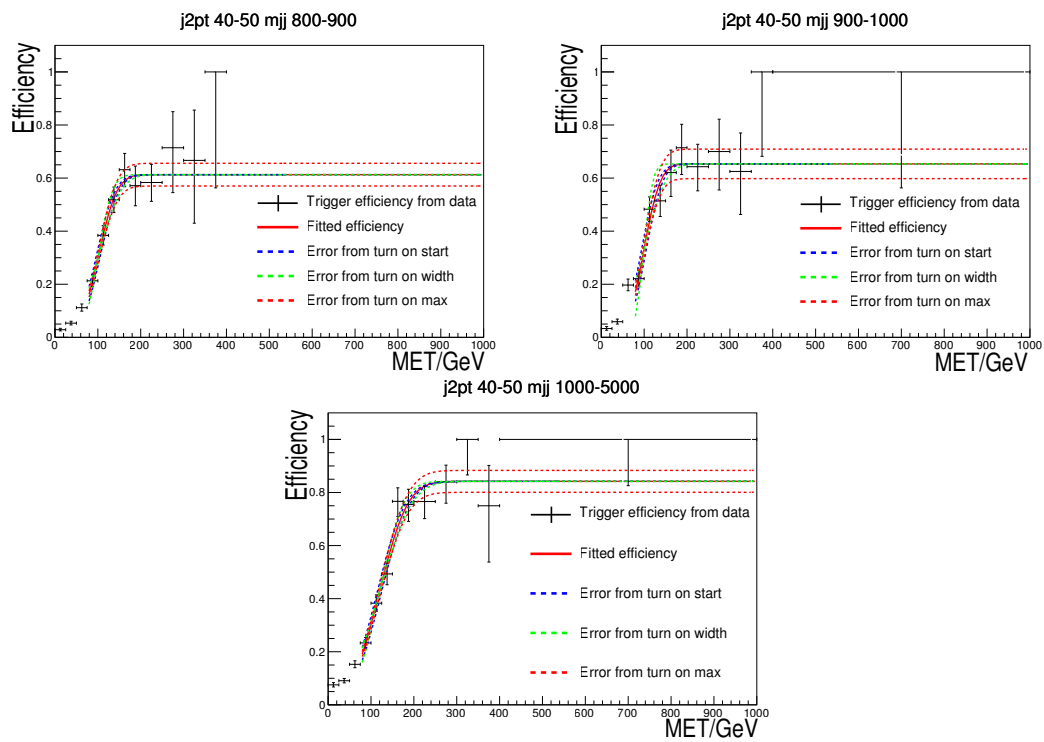 j2pt 40-50 mjj 800-900
Efficiency
1
0.8
0.6
0.4
0.2
0
Trigger efficiency from data
Fitted efficiency
Error from turn on start
Error from turn on width
Error from turn on max
0 100 200 300 400 500 600 700 800 900 1000
MET/GeV
j2pt 40-50 mjj 900-1000
Efficiency
1
0.8
0.6
0.4
0.2
0
Trigger efficiency from data
Fitted efficiency
Error from turn on start
Error from turn on width
Error from turn on max
0 100 200 300 400 500 600 700 800 900 1000
MET/GeV
j2pt 40-50 mjj 1000-5000
Efficiency
1
0.8
0.6
0.4
0.2
0
Trigger efficiency from data
Fitted efficiency
Error from turn on start
Error from turn on width
Error from turn on max
0 100 200 300 400 500 600 700 800 900 1000
MET/GeV